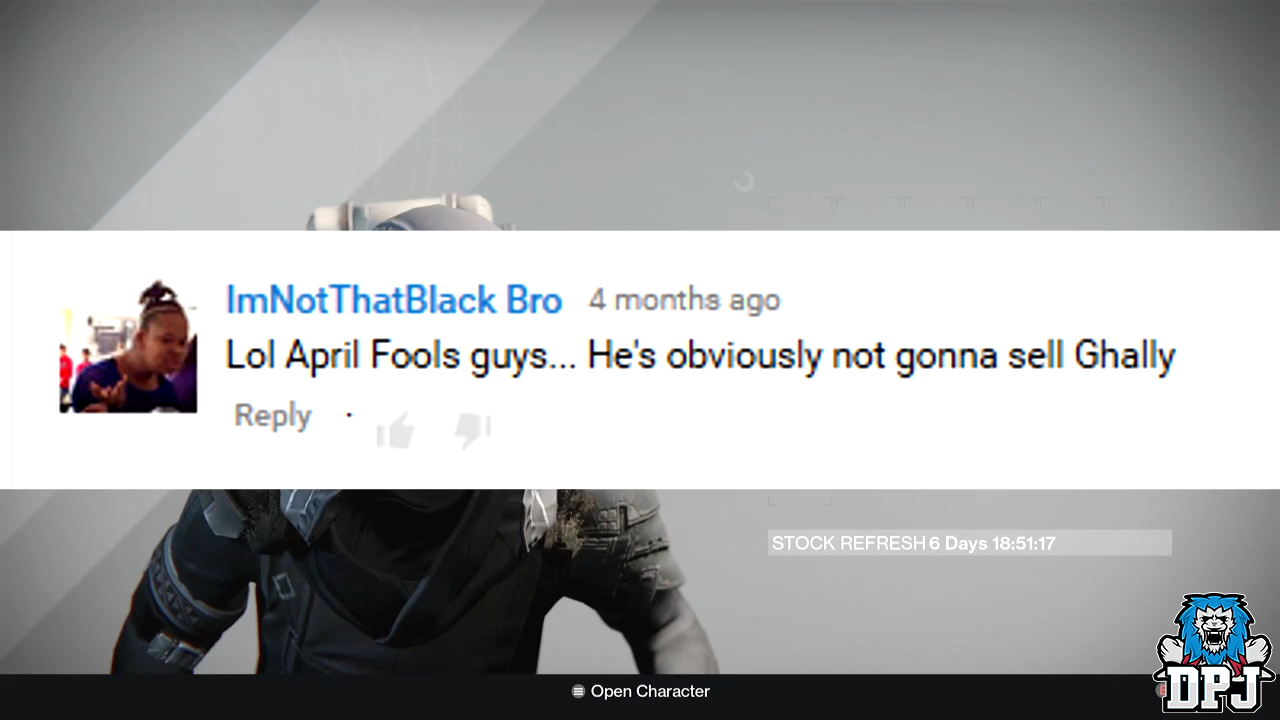 ImNotThatBlack Bro 4 months ago
Lol April Fools guys... He's obviously not gonna sell Ghally
Reply ·
STOCK REFRESH 6 Days 18:51:17
Open Character
DPJ